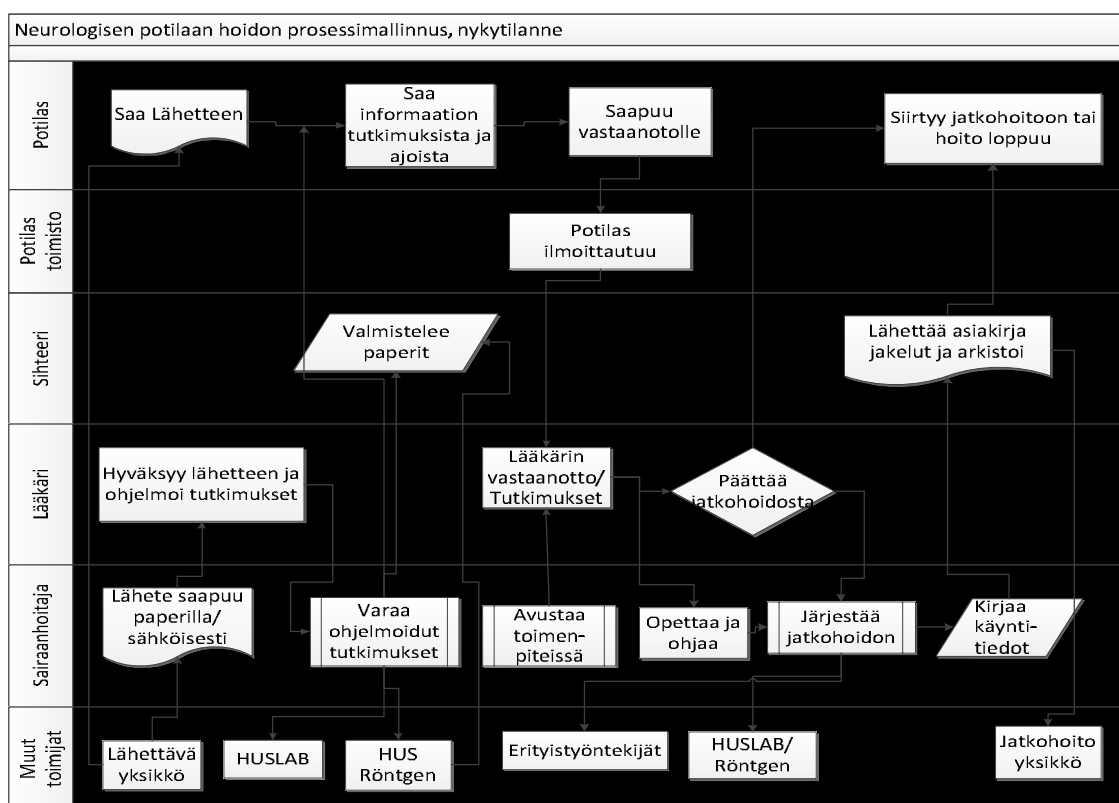 Neurologisen potilaan hoidon prosessimallinnus, nykytilanne
Potilas
Saa Lähetteen
Saa
informaation
tutkimuksista ja
ajoista
Saapuu
vastaanotolle
Siirtyy jatkohoitoon tai
hoito loppuu
Potilas
toimisto
Potilas
ilmoittautuu
Sihteeri
Valmistelee
paperit
Lähettää asiakirja
jakelut ja arkistoi
Lääkäri
Hyväksyy lähetteen ja
ohjelmoi tutkimukset
Lääkärin
vastaanotto/
Tutkimukset
Päättää
jatkohoidosta
Sairaanhoitaja
Lähete saapuu
paperilla/
sähköisesti
Varaa
ohjelmoidut
tutkimukset
Avustaa
toimen-
piteissä
Opettaa ja
ohjaa
Järjestää
jatkohoidon
Kirjaa
käynti-
tiedot
Muut
toimijat
Lähettävä
yksikkö
HUSLAB
HUS
Röntgen
Erityistyöntekijät
HUSLAB/
Röntgen
Jatkohoito
yksikkö